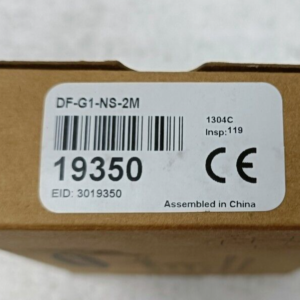 DF-G1-NS-2M
1304C
Insp: 119
19350
CE
EID: 3019350
Assembled in China